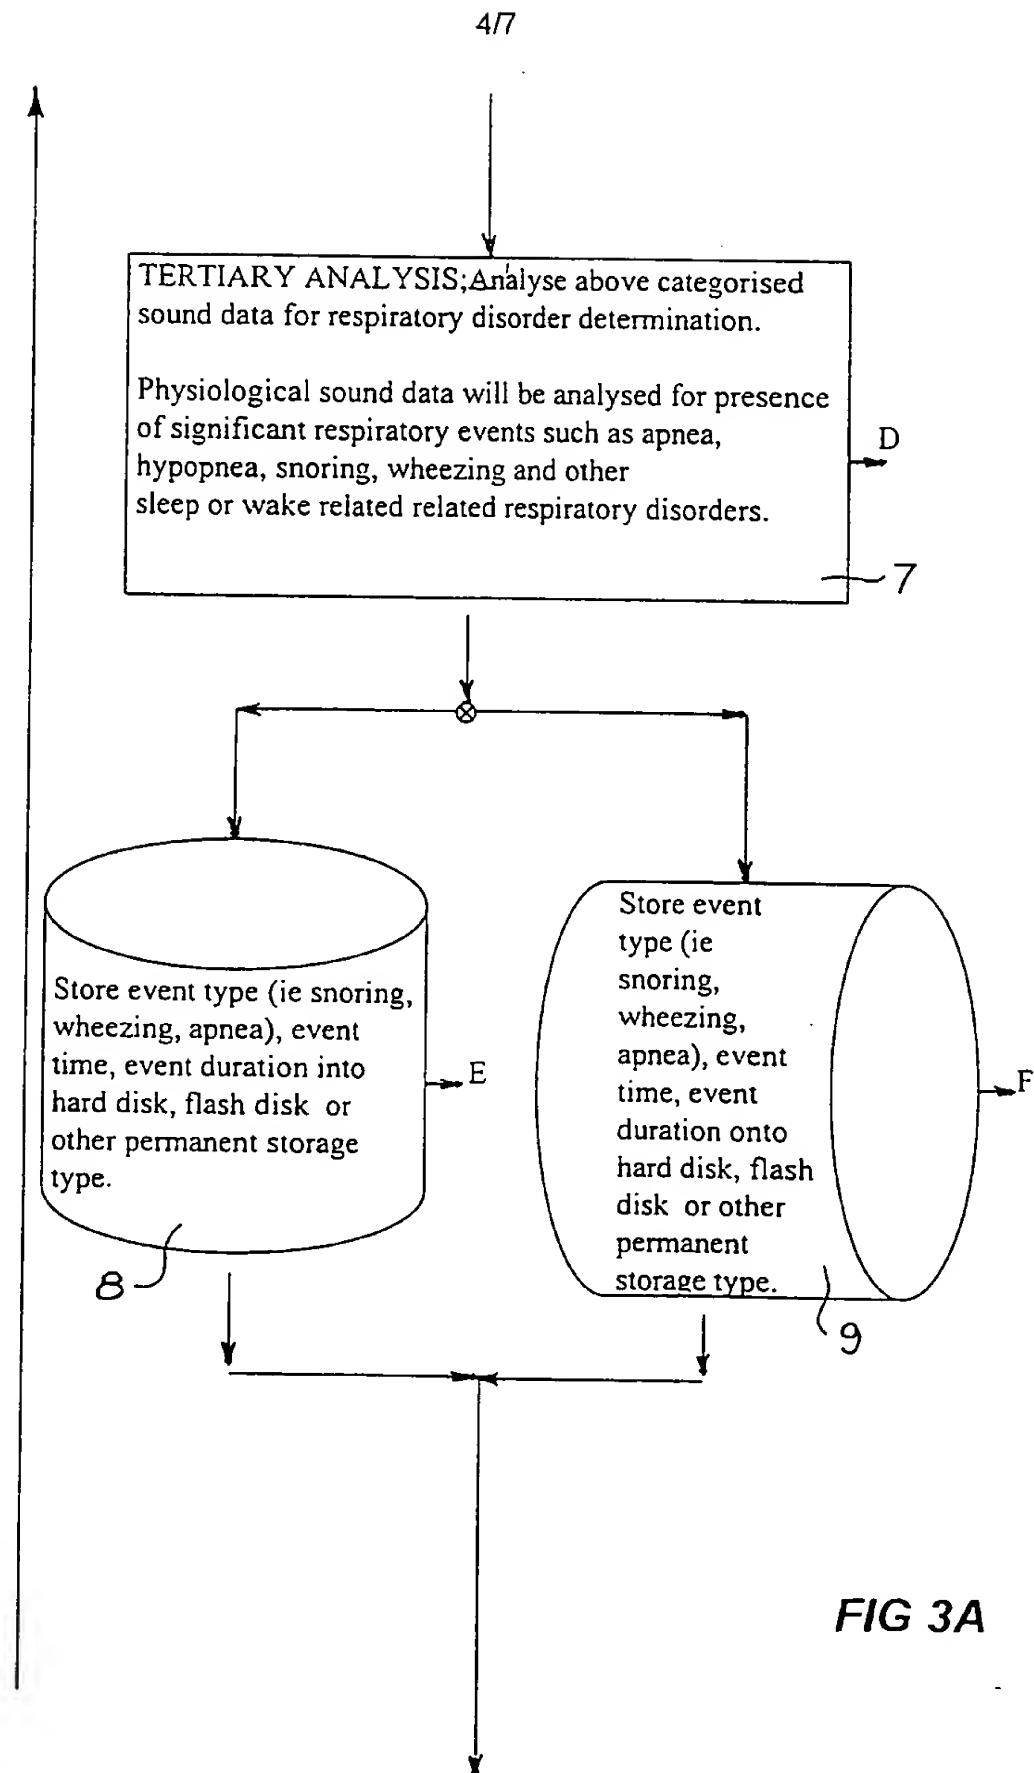 4/7
TERTIARY ANALYSIS;Analyse above categorised
sound data for respiratory disorder determination.
Physiological sound data will be analysed for presence
of significant respiratory events such as apnea,
hypopnea, snoring, wheezing and other
sleep or wake related related respiratory disorders.
D
7
Store event type (ie snoring,
wheezing, apnea), event
time, event duration into
hard disk, flash disk or
other permanent storage
type.
E
8
Store event
type (ie
snoring,
wheezing,
apnea), event
time, event
duration onto
hard disk, flash
disk or other
permanent
storage type.
F
9
FIG 3A